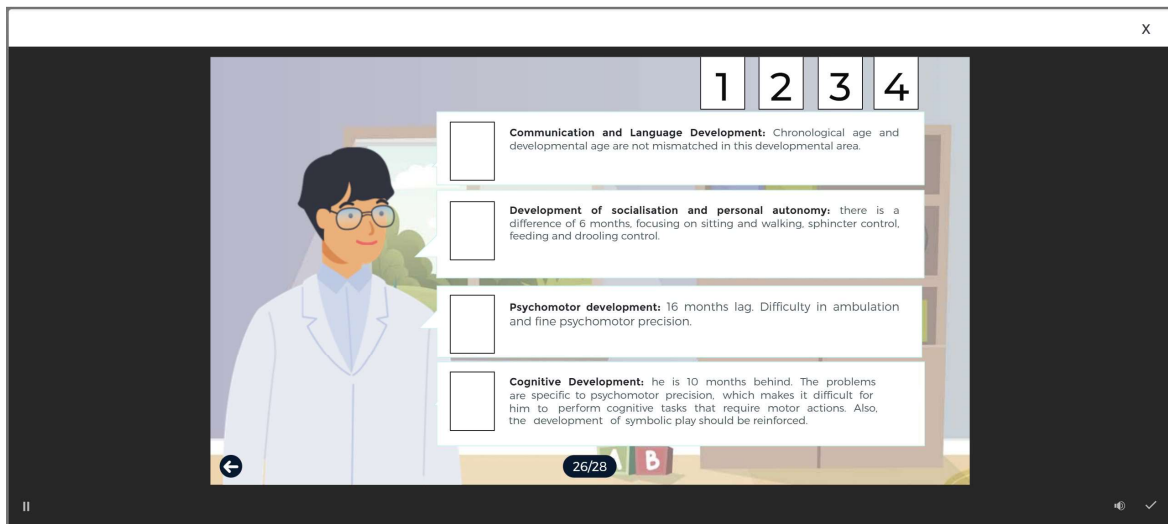 X
1 2 3 4
Communication and Language Development: Chronological age and
developmental age are not mismatched in this developmental area.
Development of socialisation and personal autonomy: there is a
difference of 6 months, focusing on sitting and walking, sphincter control,
feeding and drooling control.
Psychomotor development: 16 months lag. Difficulty in ambulation
and fine psychomotor precision.
Cognitive Development: he is 10 months behind. The problems
are specific to psychomotor precision, which makes it difficult for
him to perform cognitive tasks that require motor actions. Also,
the development of symbolic play should be reinforced.
A B
26/28